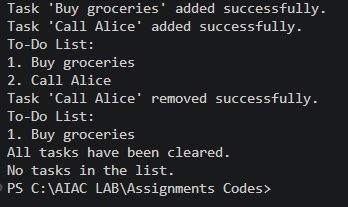 Task 'Buy groceries' added successfully.
Task 'Call Alice' added successfully.
To-Do List:
1. Buy groceries
2. Call Alice
Task 'Call Alice' removed successfully.
To-Do List:
1. Buy groceries
All tasks have been cleared.
No tasks in the list.
PS C:\AIAC LAB\Assignments Codes>